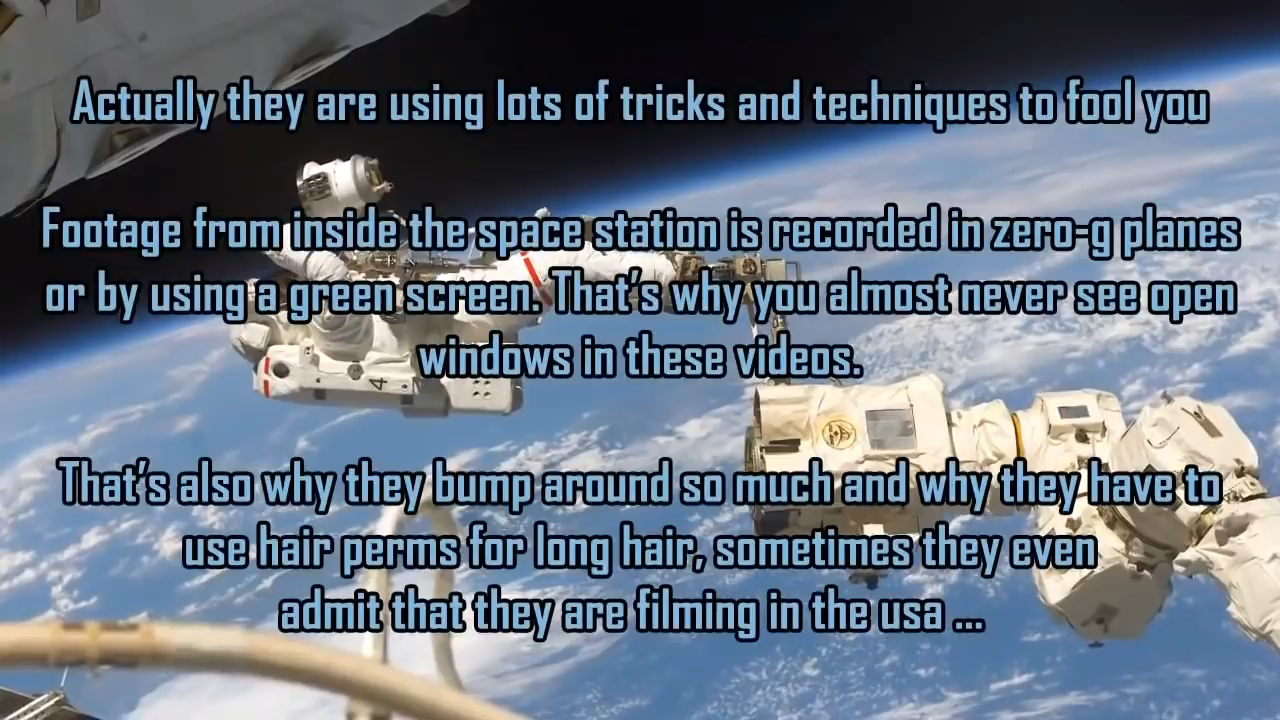 Actually they are using lots of tricks and techniques to fool you
Footage from inside the space station is recorded in zero-g planes
or by using a green screen. That's why you almost never see open
windows in these videos.
That's also why they bump around so much and why they have to
use hair perms for long hair, sometimes they even
admit that they are filming in the usa ...
4